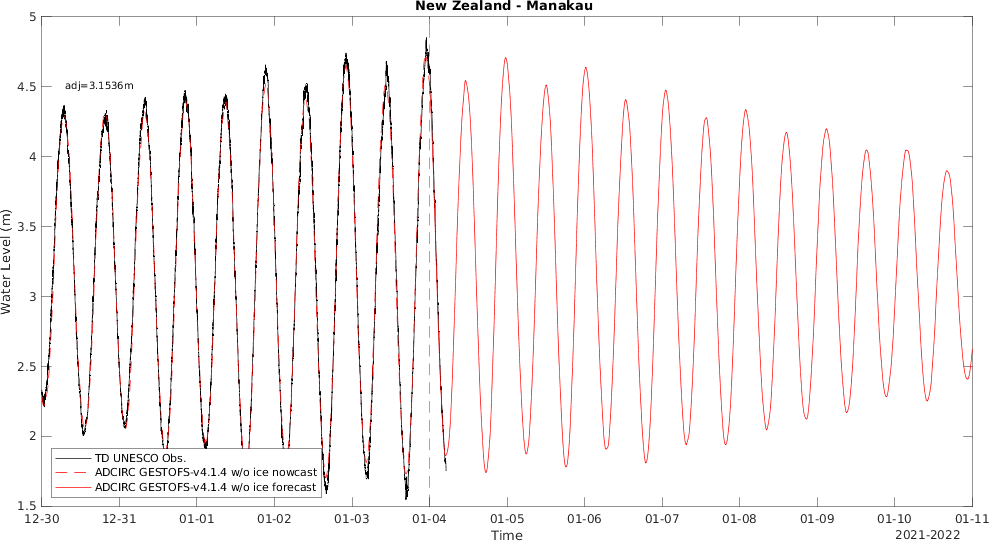 New Zealand - Manakau
5
4.5
4
3.5
3
2.5
2
1.5
Water Level (m)
adj=3.1536m
TD UNESCO Obs.
ADCIRC GESTOFS-v4.1.4 w/o ice nowcast
ADCIRC GESTOFS-v4.1.4 w/o ice forecast
12-30 12-31 01-01 01-02 01-03 01-04 01-05 01-06 01-07 01-08 01-09 01-10 01-11
Time
2021-2022